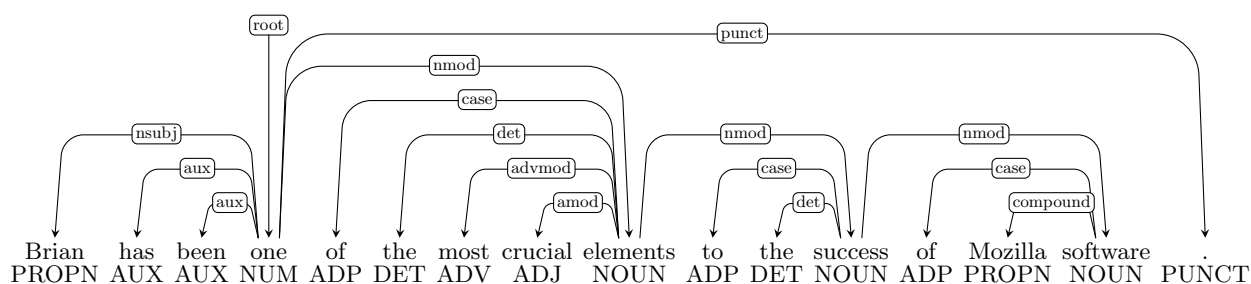 root
punct
nmod
case
nsubj det nmod nmod
aux advmod case case
aux amod det compound
Brian has been one of the most crucial elements to the success of Mozilla software .
PROPN AUX AUX NUM ADP DET ADV ADJ NOUN ADP DET NOUN ADP PROPN NOUN PUNCT